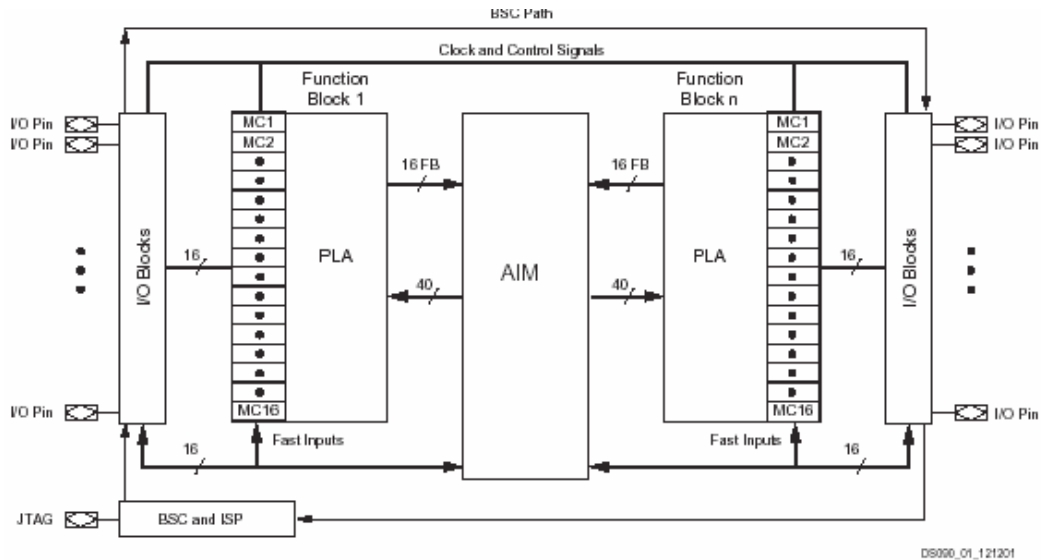 BSC Path
Clock and Control Signals
Function
Block 1
Function
Block n
I/O Pin
MC1
MC1
I/O Pin
I/O Pin
MC2
MC2
I/O Pin
16 FB
16 FB
I/O Blocks
16
PLA
AIM
PLA
16
I/O Blocks
40
40
I/O Pin
MC16
MC16
I/O Pin
16
Fast Inputs
Fast Inputs
16
JTAG
BSC and ISP
DS090_01_121201